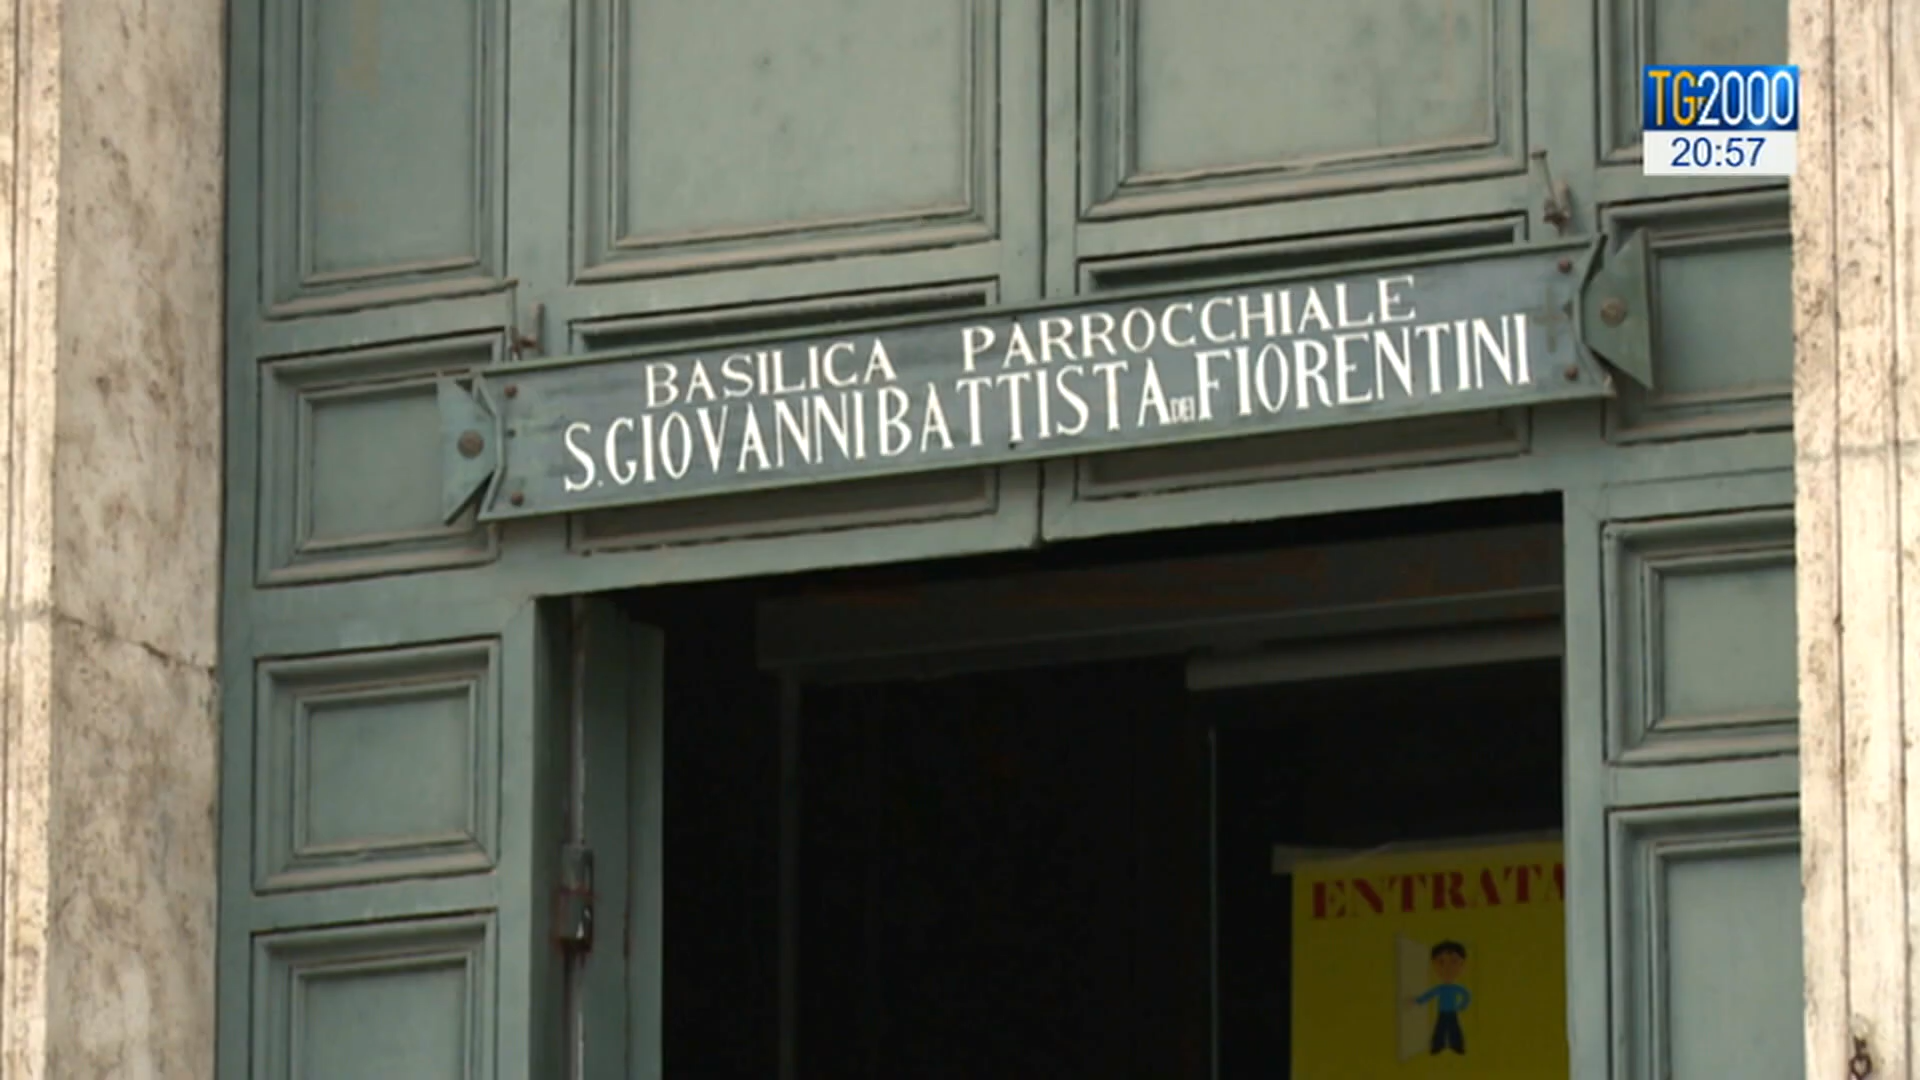 TG2000
20:57
BASILICA PARROCCHIALE
S. GIOVANNI BATTISTA DEI FIORENTINI
ENTRATA